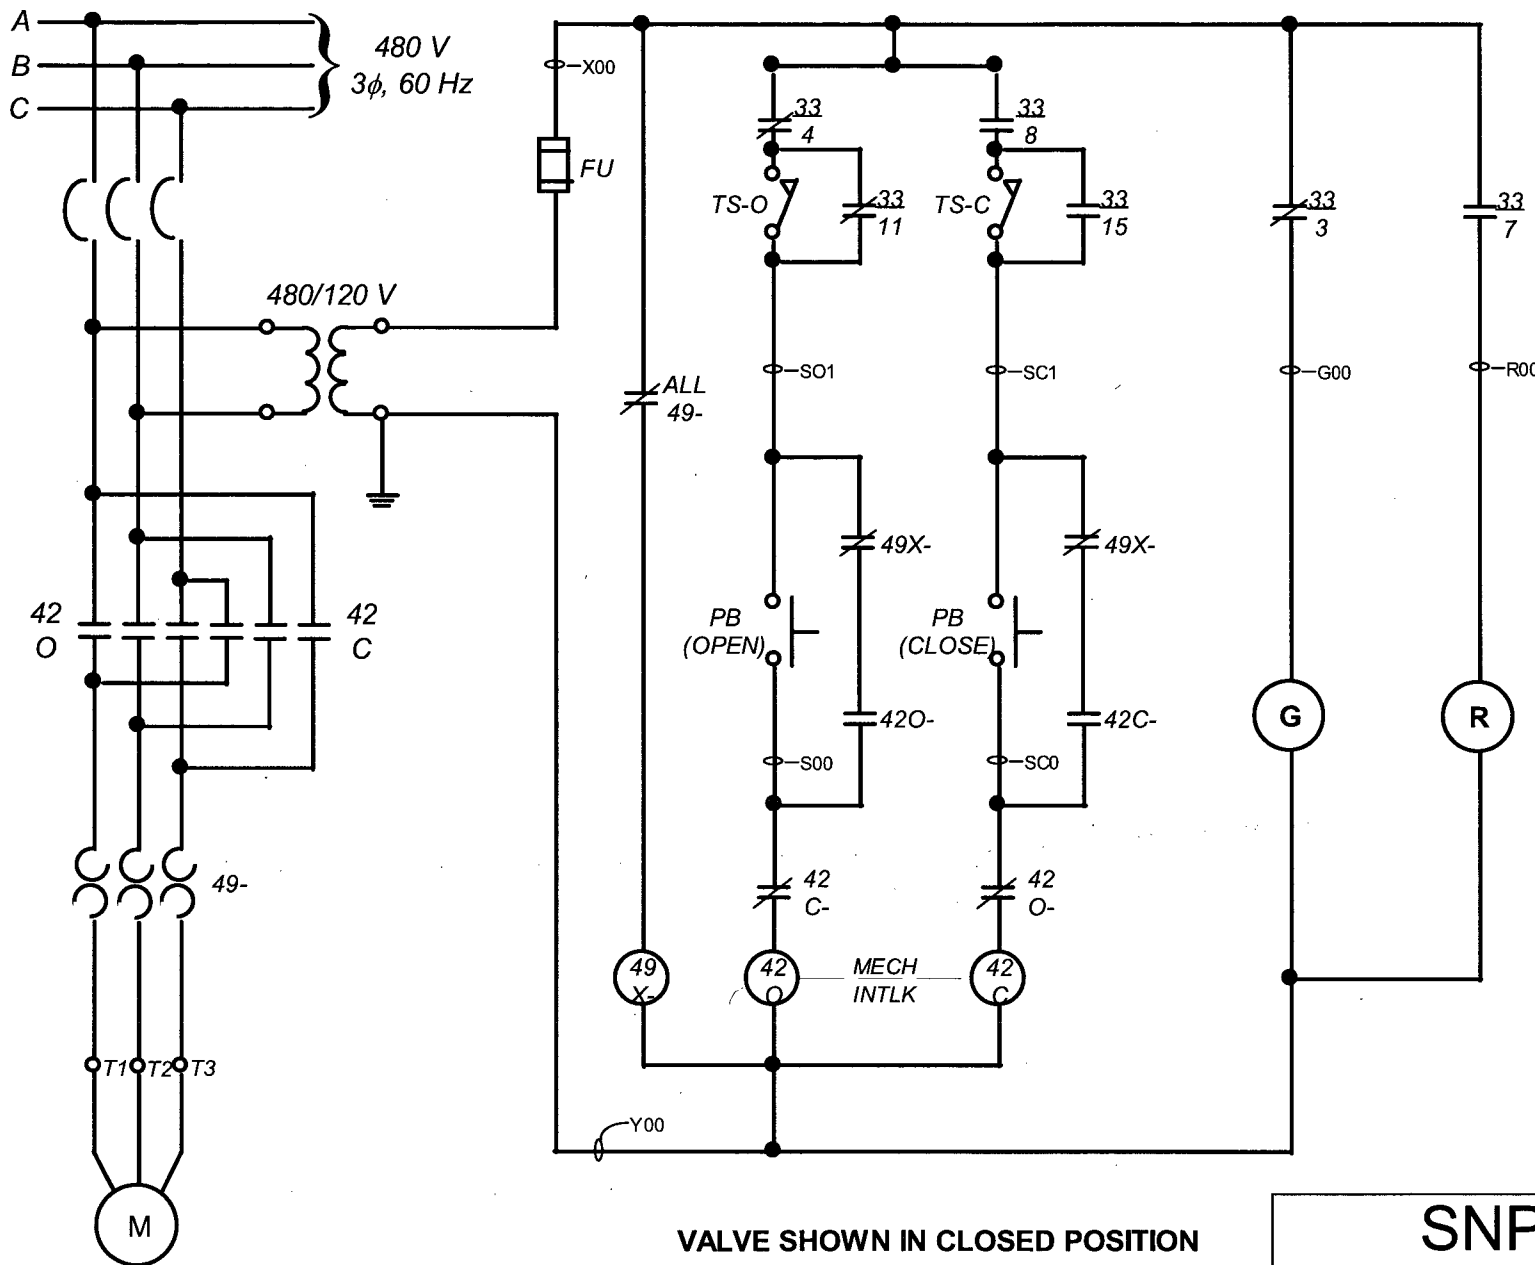 A
B
C
480 V
3ϕ, 60 Hz
X00
FU
33
4
33
8
TS-O
33
11
TS-C
33
15
33
3
33
7
480/120 V
SO1
SC1
G00
R00
ALL
49-
49X-
49X-
42
O
42
C
PB
(OPEN)
PB
(CLOSE)
42O-
42C-
G
R
S00
SC0
49-
42
C-
42
O-
49
X-
42
O
MECH
INTLK
42
C
T1
T2
T3
Y00
M
VALVE SHOWN IN CLOSED POSITION
SNP